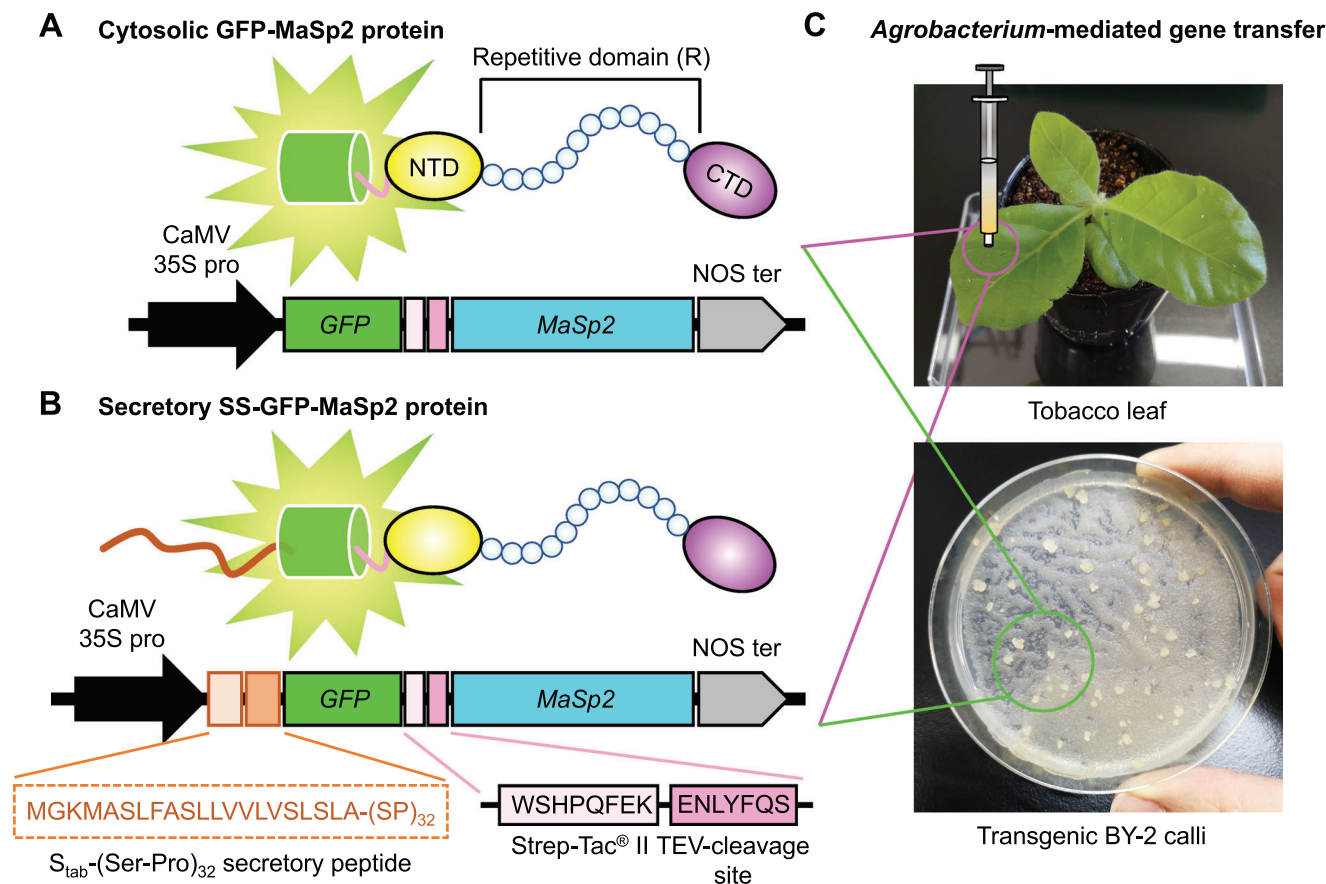 A Cytosolic GFP-MaSp2 protein
Repetitive domain (R)
NTD
CTD
CaMV
35S pro
NOS ter
GFP
MaSp2
B Secretory SS-GFP-MaSp2 protein
CaMV
35S pro
NOS ter
GFP
MaSp2
MGKMASLFASLLVVLVSLSLA-(SP)32
Stab-(Ser-Pro)32 secretory peptide
WSHPQFEK ENLYFQS
Strep-Tac® II TEV-cleavage
site
C Agrobacterium-mediated gene transfer
Tobacco leaf
Transgenic BY-2 calli